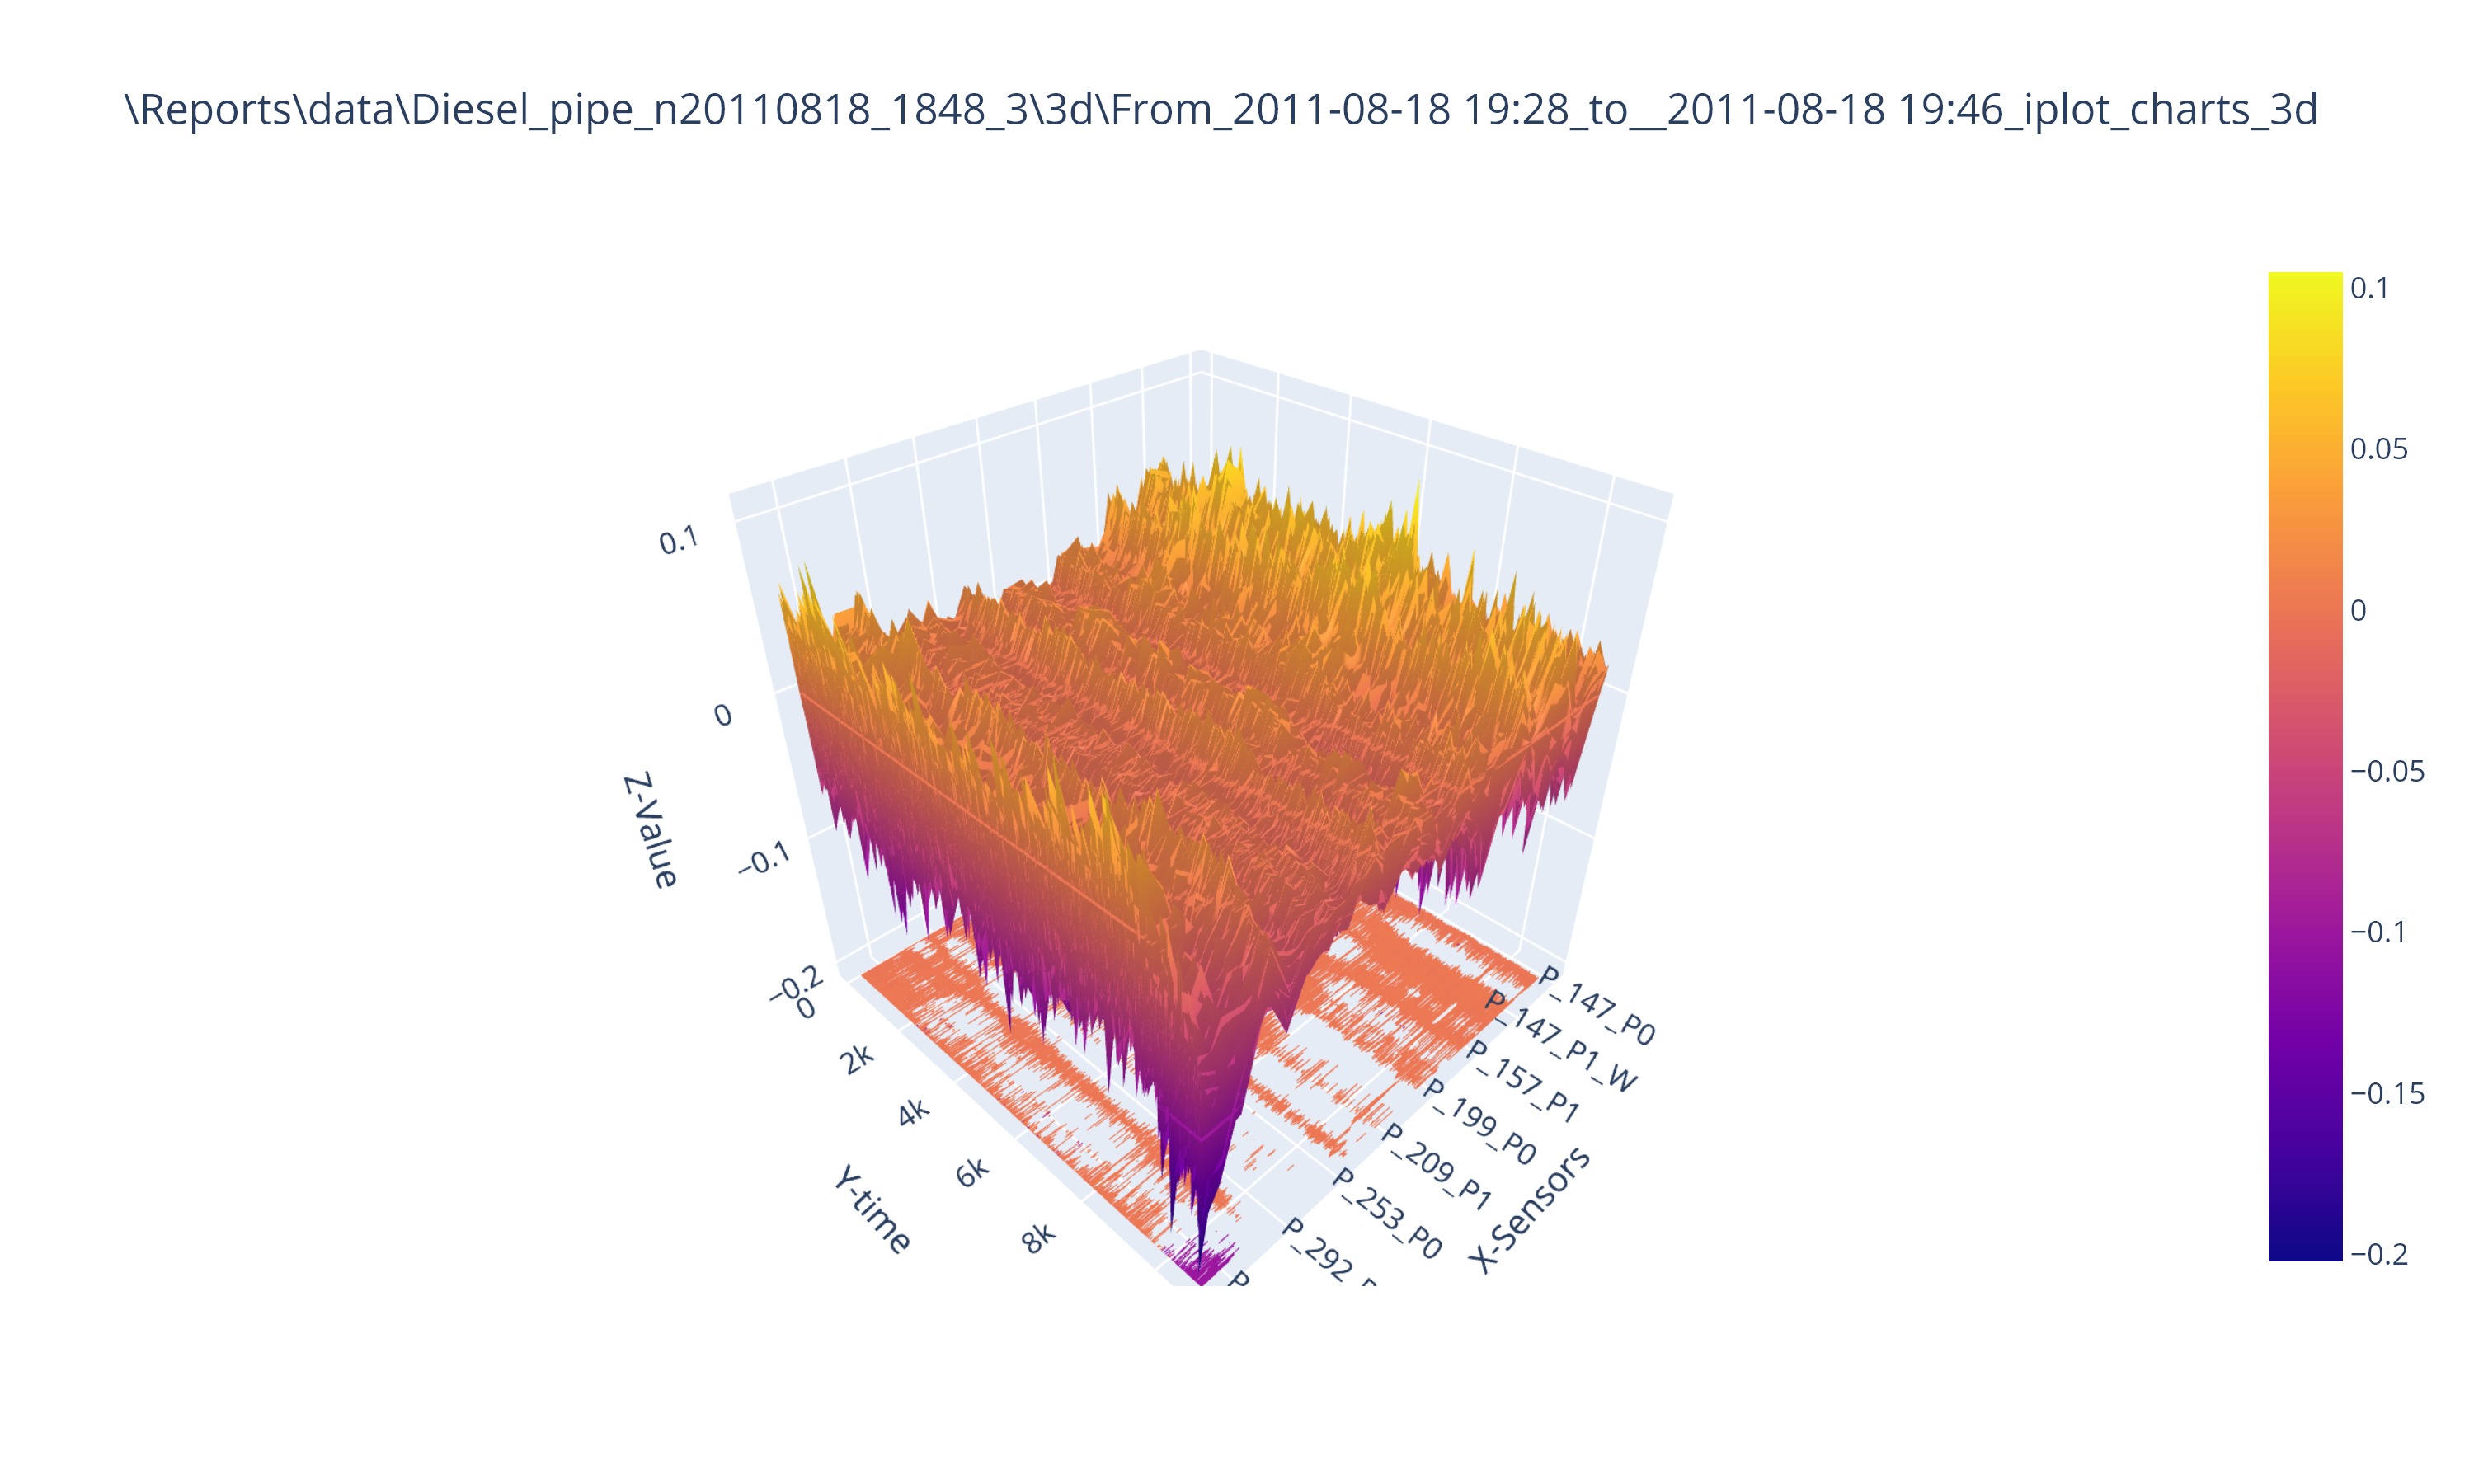 \Reports\data\Diesel_pipe_n20110818_1848_3\3d\From_2011-08-18 19:28_to__2011-08-18 19:46_iplot_charts_3d
0.1
0.05
0
−0.05
−0.1
−0.15
−0.2
0.1
0
−0.1
−0.2
Z-Value
0
2k
4k
6k
8k
Y-time
P_147_P0
P_147_P1_W
P_157_P1
P_199_P0
P_209_P1
P_253_P0
P_292
X-Sensors